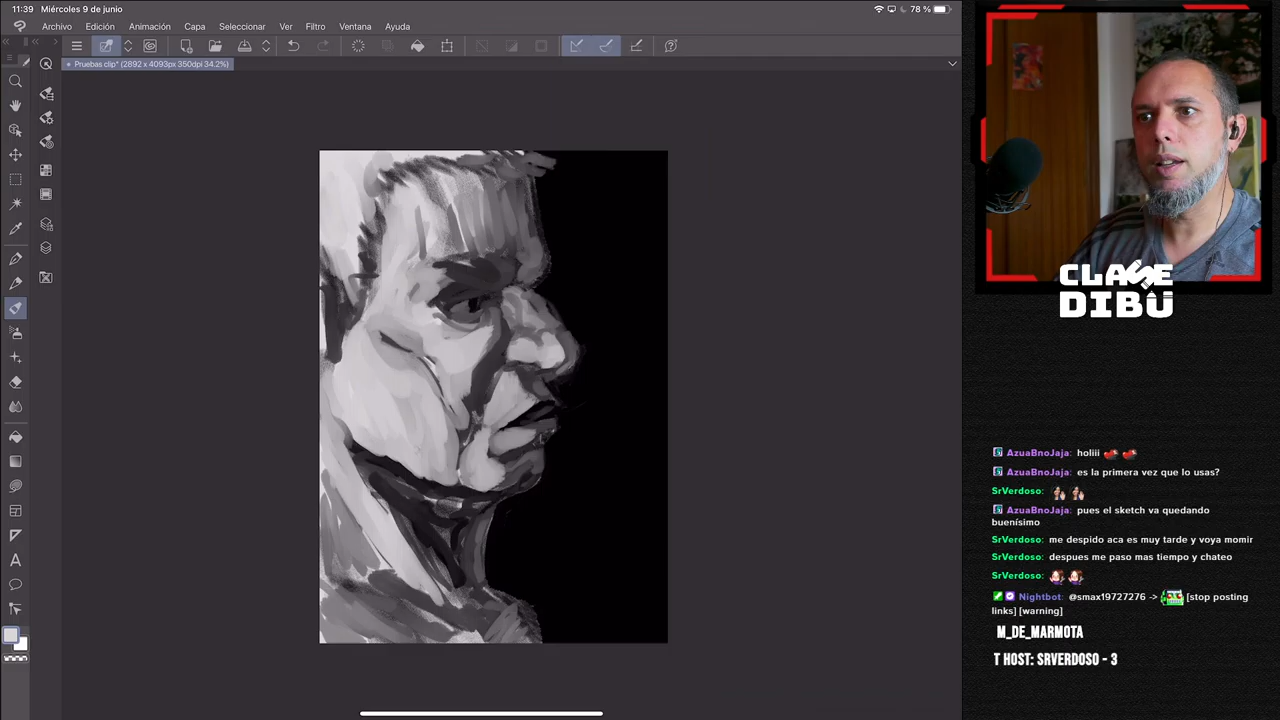 11:39 Miércoles 9 de junio
78 %
Archivo Edición Animación Capa Seleccionar Ver Filtro Ventana Ayuda
Pruebas clip* (2892 x 4093px 350dpi 34.2%)
A
CLASE
DIBU
AzuaBnoJaja: holiii
AzuaBnoJaja: es la primera vez que lo usas?
SrVerdoso:
AzuaBnoJaja: pues el sketch va quedando
buenísimo
SrVerdoso: me despido aca es muy tarde y voya momir
SrVerdoso: despues me paso mas tiempo y chateo
SrVerdoso:
Nightbot: @smax19727276 -> [stop posting
links] [warning]
M_DE_MARMOTA
T HOST: SRVERDOSO - 3